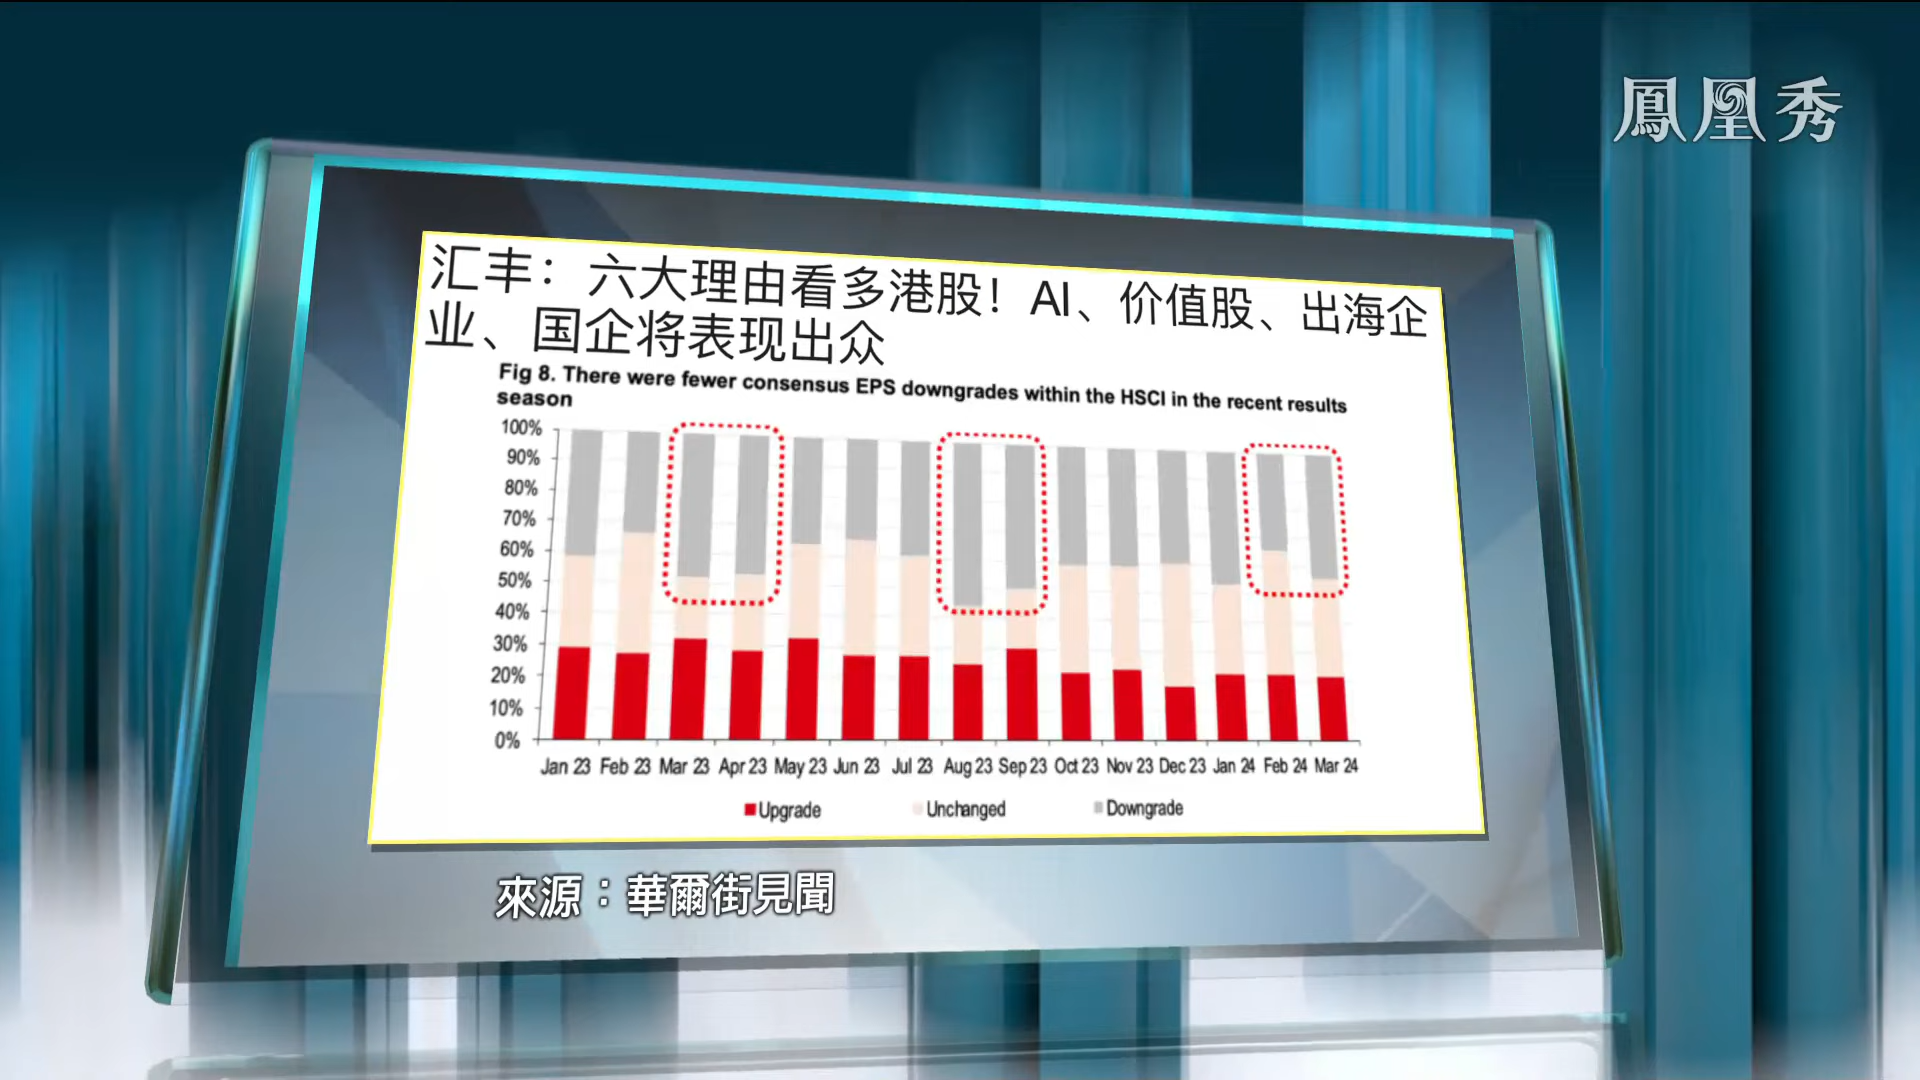 鳳凰秀
汇丰：六大理由看多港股！AI、价值股、出海企
业、国企将表现出众
Fig 8. There were fewer consensus EPS downgrades within the HSCI in the recent results
season
100%
90%
80%
70%
60%
50%
40%
30%
20%
10%
0%
Jan 23 Feb 23 Mar 23 Apr 23 May 23 Jun 23 Jul 23 Aug 23 Sep 23 Oct 23 Nov 23 Dec 23 Jan 24 Feb 24 Mar 24
Upgrade Unchanged Downgrade
來源：華爾街見聞